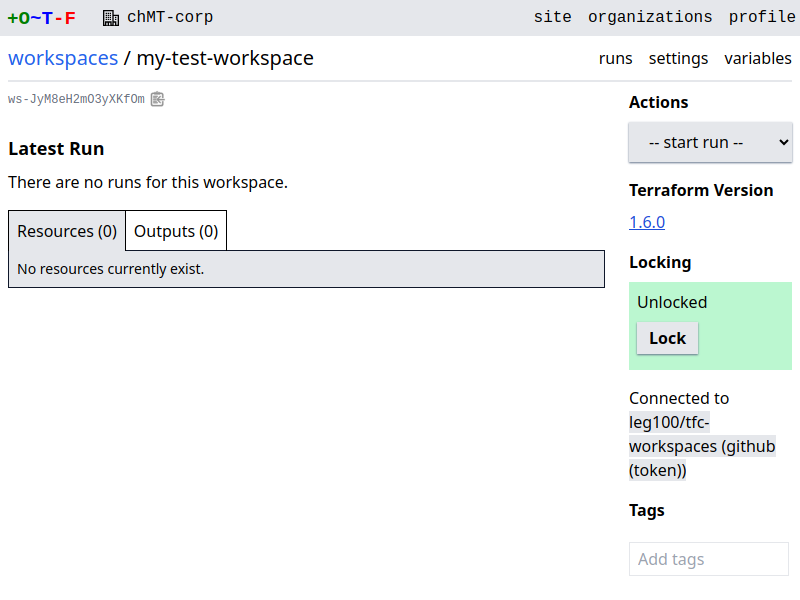 +O~T-F chMT-corp site organizations profile
workspaces / my-test-workspace runs settings variables
ws-JyM8eH2mO3yXKfOm
Actions
-- start run --
Latest Run
There are no runs for this workspace.
Terraform Version
1.6.0
Resources (0) Outputs (0)
No resources currently exist.
Locking
Unlocked
Lock
Connected to
leg100/tfc-
workspaces (github
(token))
Tags
Add tags